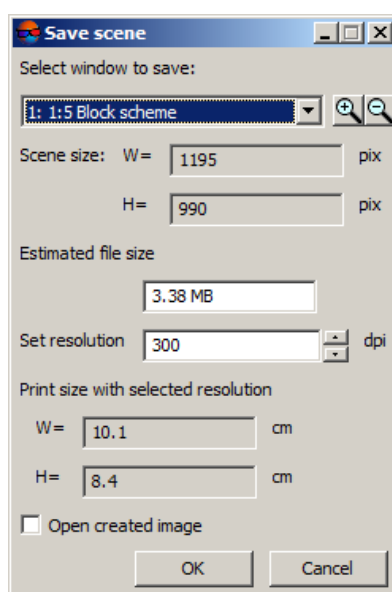 Save scene
Select window to save:
1: 1:5 Block scheme
Scene size: W= 1195 pix
H= 990 pix
Estimated file size
3.38 MB
Set resolution 300 dpi
Print size with selected resolution
W= 10.1 cm
H= 8.4 cm
Open created image
OK Cancel